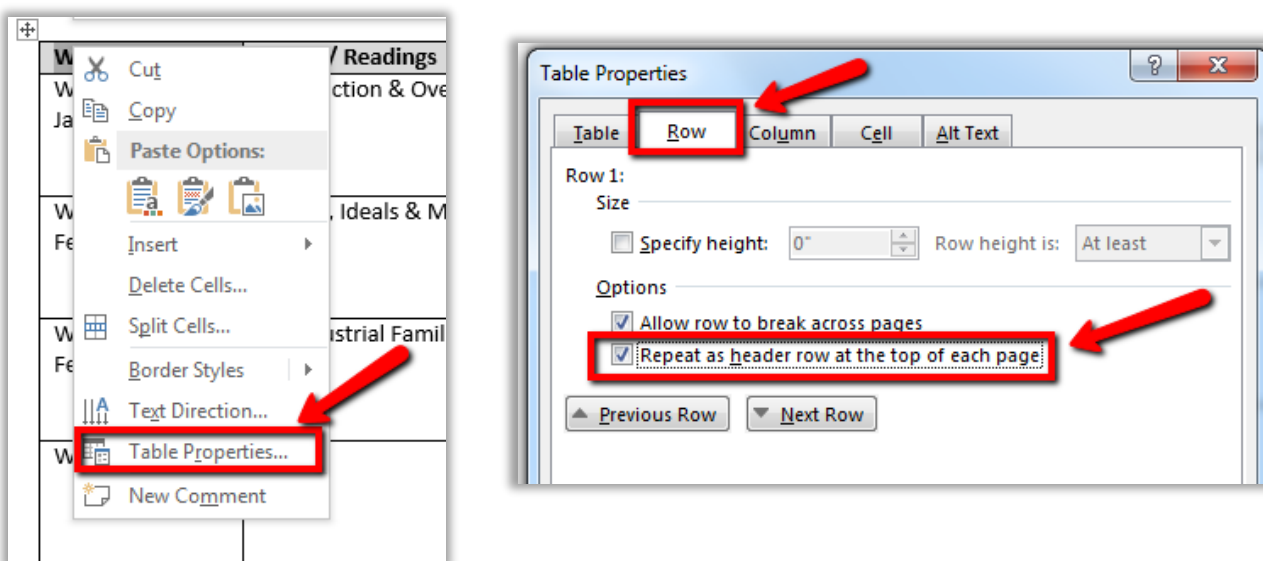 W / Readings
Cut
W ction & Ove
Copy
Ja
Paste Options:
W , Ideals & M
Fe
Insert
Delete Cells...
Split Cells...
W ustrial Famil
Fe
Border Styles
Text Direction...
Table Properties...
W
New Comment
Table Properties
Table Row Column Cell Alt Text
Row 1:
Size
Specify height: 0" Row height is: At least
Options
Allow row to break across pages
Repeat as header row at the top of each page
Previous Row Next Row